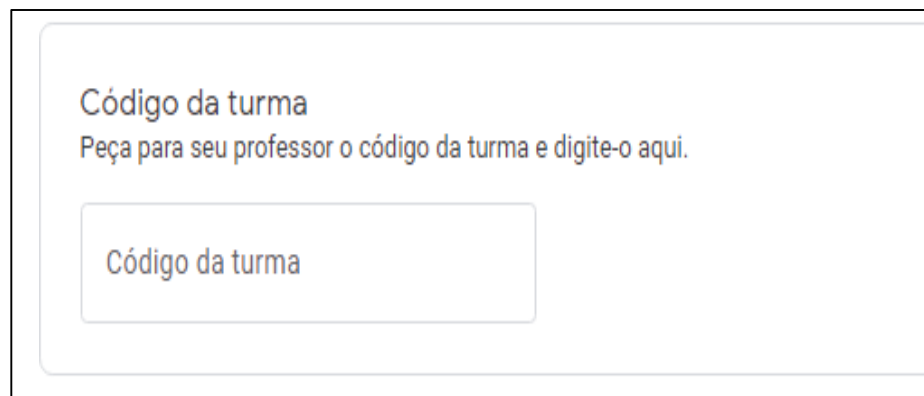 Código da turma
Peça para seu professor o código da turma e digite-o aqui.
Código da turma